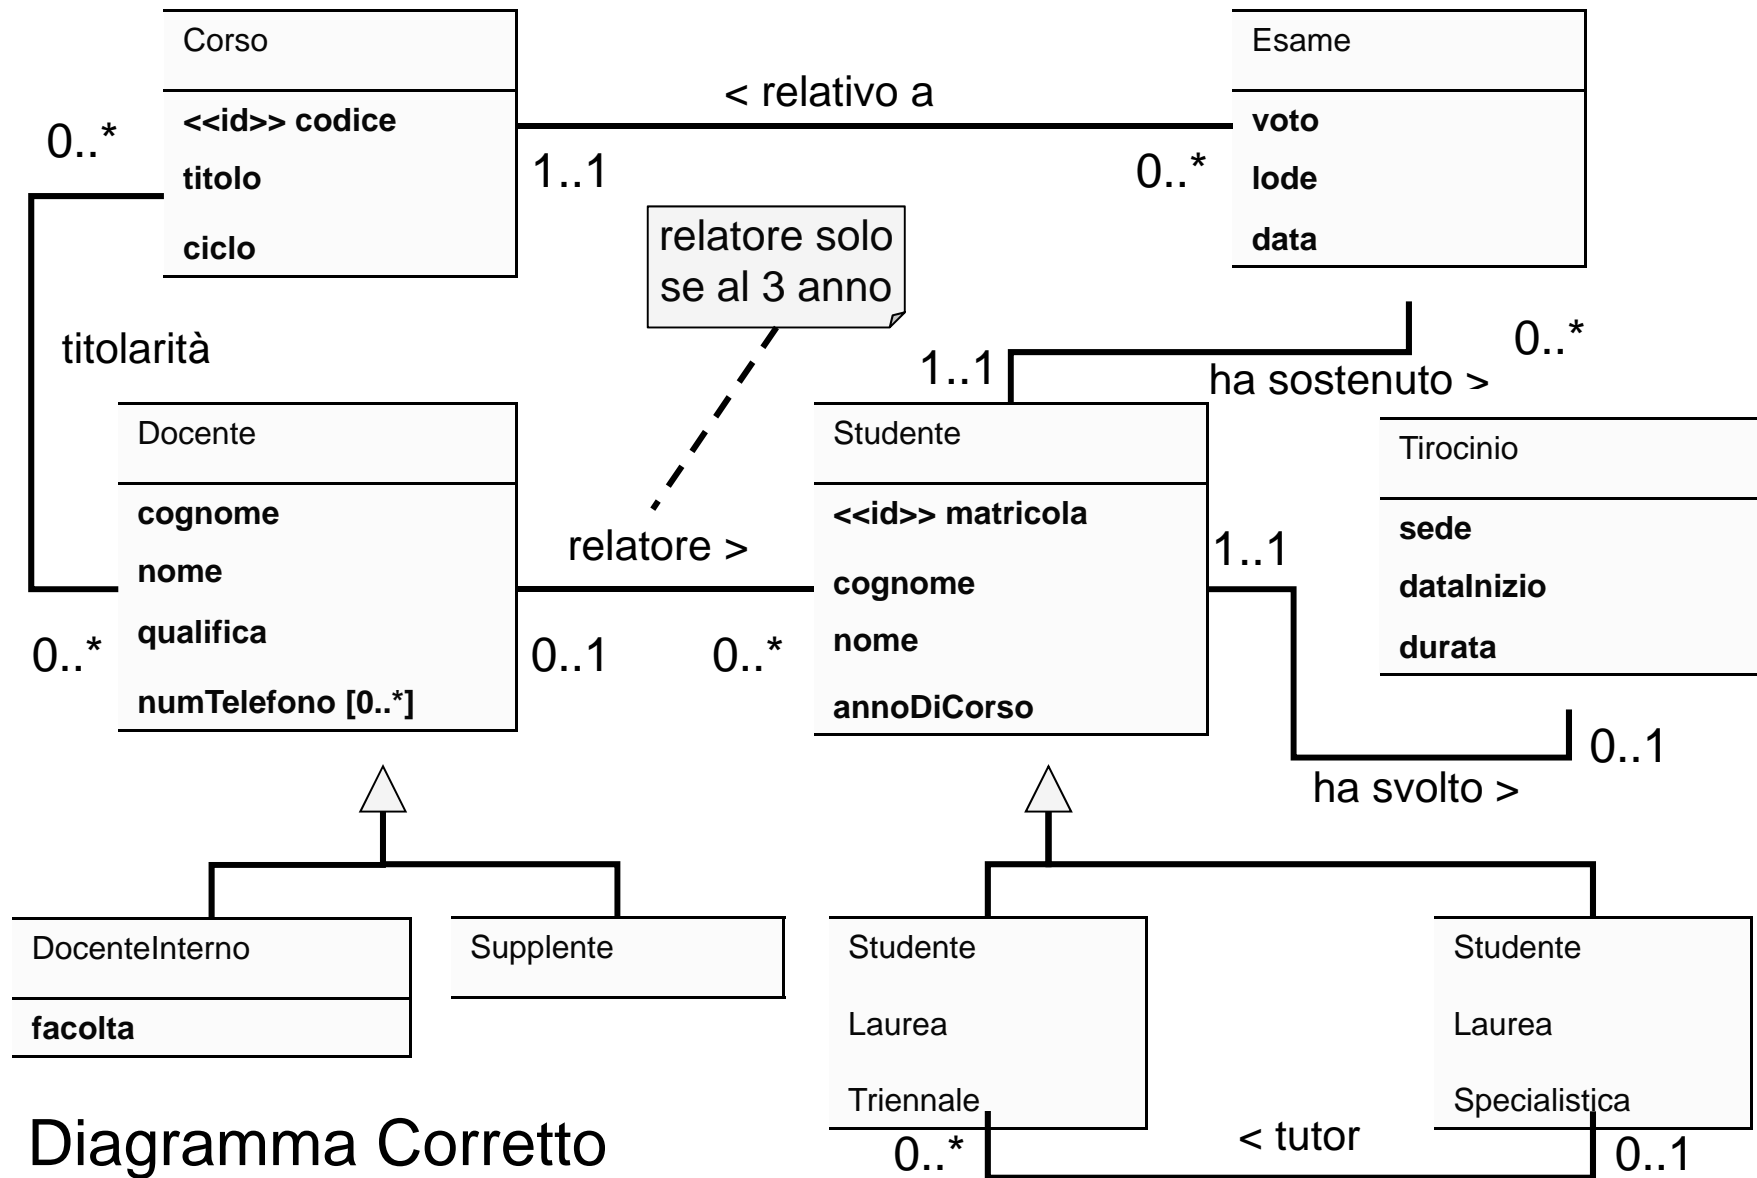 Corso
<<id>> codice
titolo
ciclo
Esame
voto
lode
data
< relativo a
0..*
1..1
0..*
relatore solo
se al 3 anno
titolarità
1..1
0..*
ha sostenuto >
Docente
cognome
nome
qualifica
numTelefono [0..*]
Studente
<<id>> matricola
cognome
nome
annoDiCorso
Tirocinio
sede
dataInizio
durata
relatore >
1..1
0..*
0..1
0..*
0..1
ha svolto >
DocenteInterno
facolta
Supplente
Studente
Laurea
Triennale
Studente
Laurea
Specialistica
Diagramma Corretto
0..*
< tutor
0..1